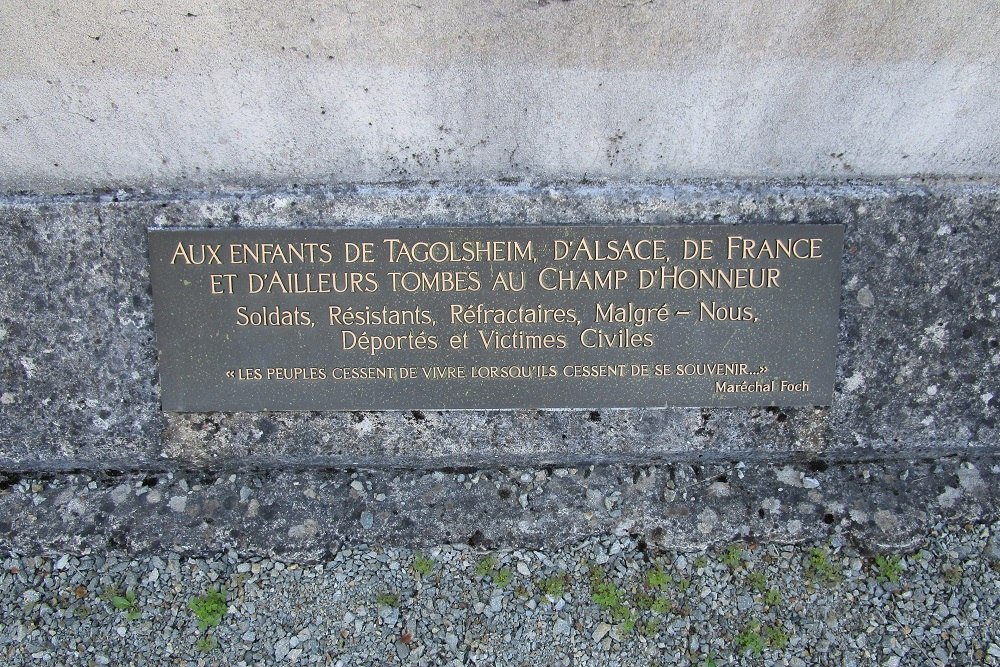 AUX ENFANTS DE TAGOLSHEIM, D'ALSACE, DE FRANCE
ET D'AILLEURS TOMBES AU CHAMP D'HONNEUR
Soldats, Résistants, Réfractaires, Malgré – Nous,
Déportés et Victimes Civiles
«LES PEUPLES CESSENT DE VIVRE LORSQU'ILS CESSENT DE SE SOUVENIR...»
Maréchal Foch